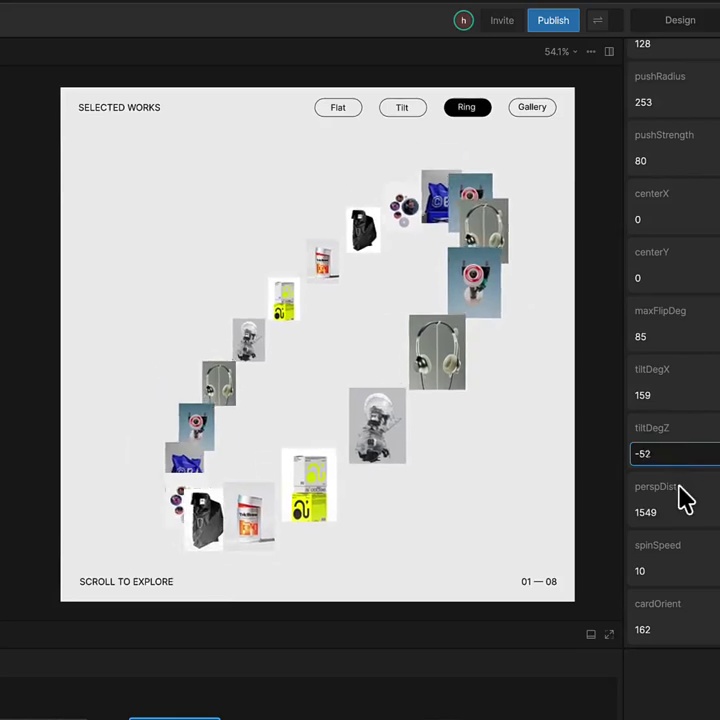 h
Invite
Publish
Design
54.1%
128
pushRadius
253
pushStrength
80
centerX
0
centerY
0
maxFlipDeg
85
tiltDegX
159
tiltDegZ
-52
perspDist
1549
spinSpeed
10
cardOrient
162
SELECTED WORKS
Flat
Tilt
Ring
Gallery
SCROLL TO EXPLORE
01 — 08